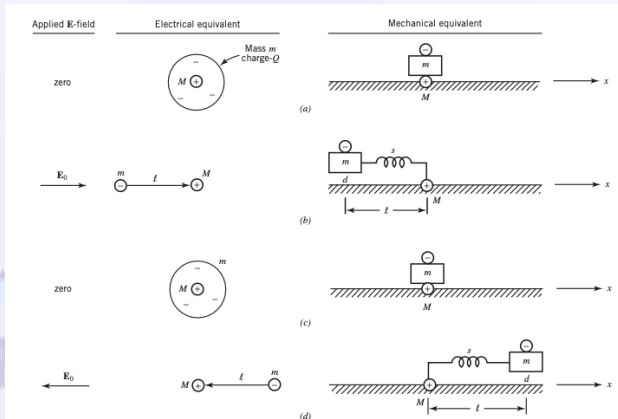 Applied E-field Electrical equivalent Mechanical equivalent
Mass m
charge-Q
zero
M +
−
− −
−
m
+
M
x
(a)
E₀
m
−
ℓ
M
+
−
m
s
d
+
M
ℓ
x
(b)
zero
−
m
M +
− −
−
m
+
M
x
(c)
E₀
M +
ℓ
m
−
s
−
m
d
+
M
ℓ
x
(d)